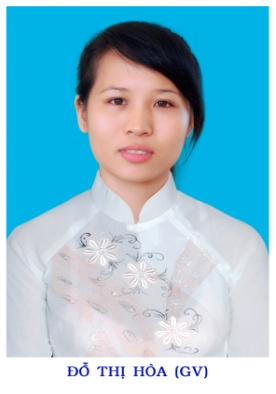 ĐỖ THỊ HÒA (GV)